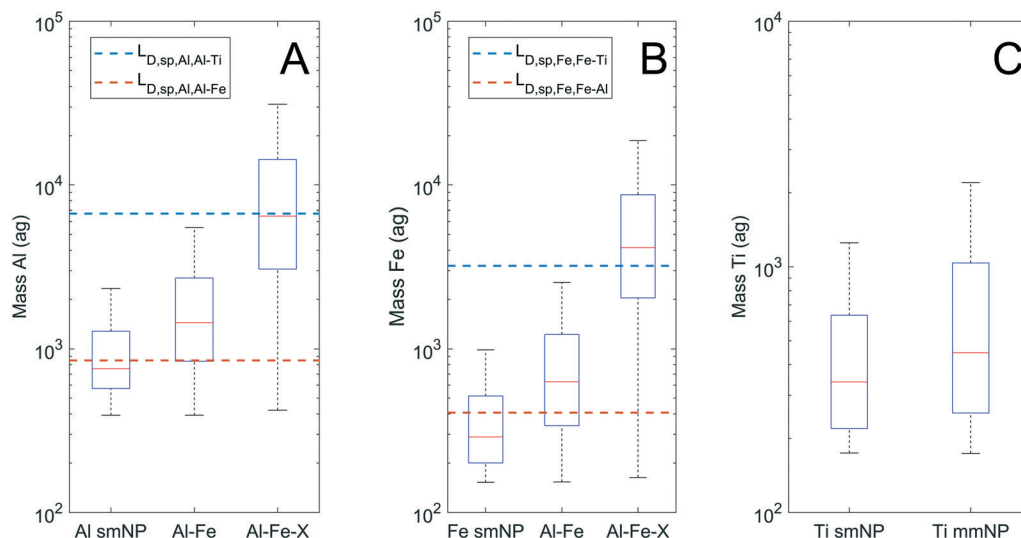 A
L_D,sp,Al,Al-Ti
L_D,sp,Al,Al-Fe
10^5
10^4
10^3
10^2
Mass Al (ag)
Al smNP
Al-Fe
Al-Fe-X
B
L_D,sp,Fe,Fe-Ti
L_D,sp,Fe,Fe-Al
10^5
10^4
10^3
10^2
Mass Fe (ag)
Fe smNP
Al-Fe
Al-Fe-X
C
10^4
10^3
10^2
Mass Ti (ag)
Ti smNP
Ti mmNP